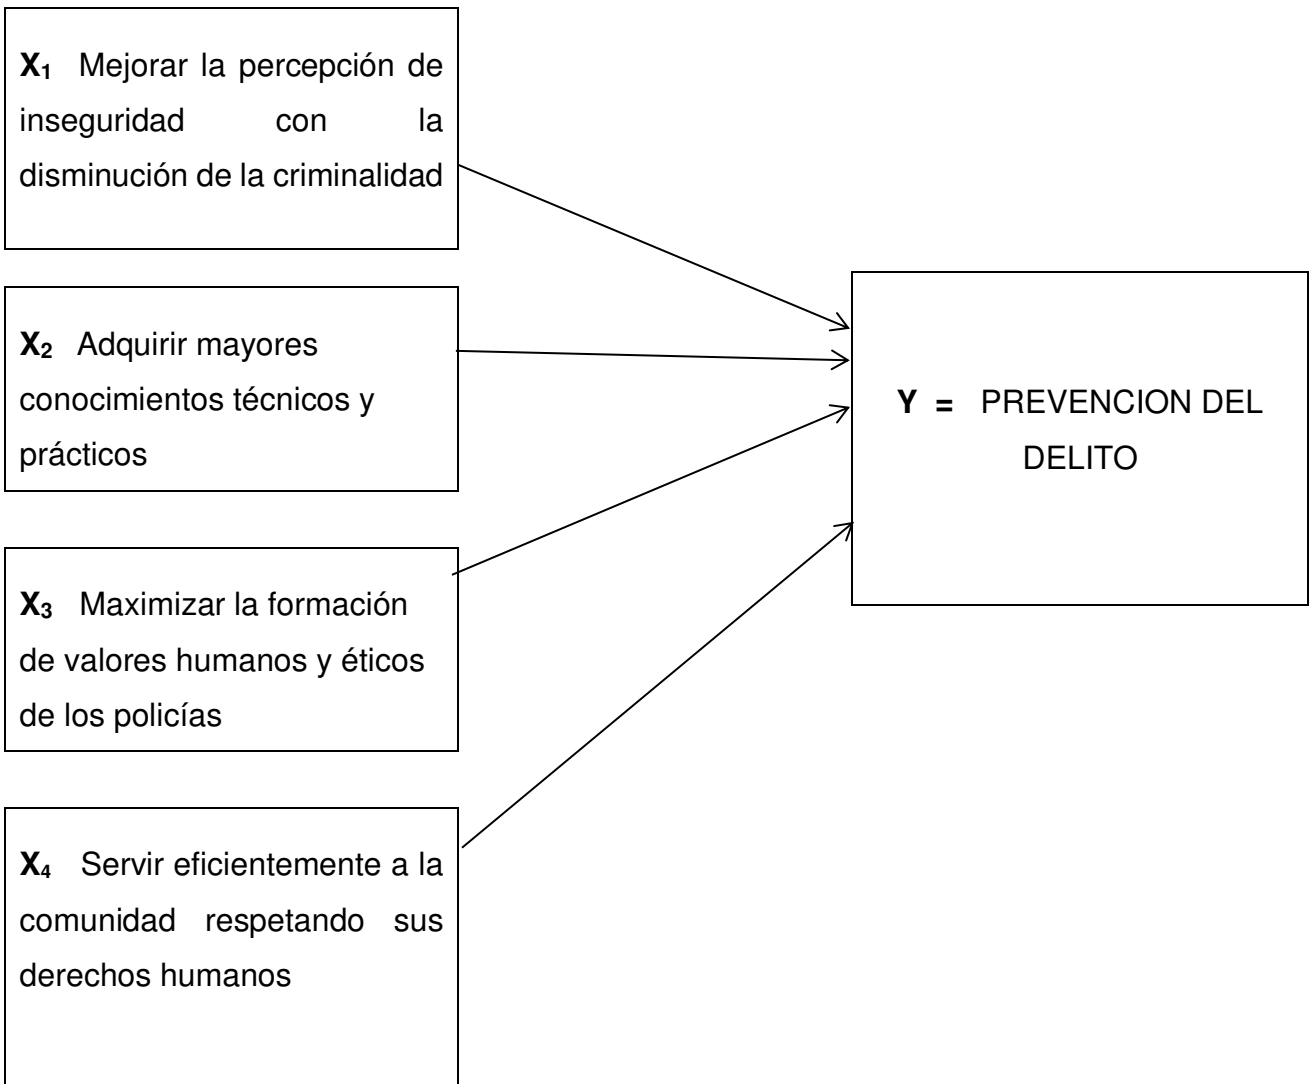 X₁ Mejorar la percepción de
inseguridad con la
disminución de la criminalidad
X₂ Adquirir mayores
conocimientos técnicos y
prácticos
X₃ Maximizar la formación
de valores humanos y éticos
de los policías
X₄ Servir eficientemente a la
comunidad respetando sus
derechos humanos
Y = PREVENCION DEL
DELITO